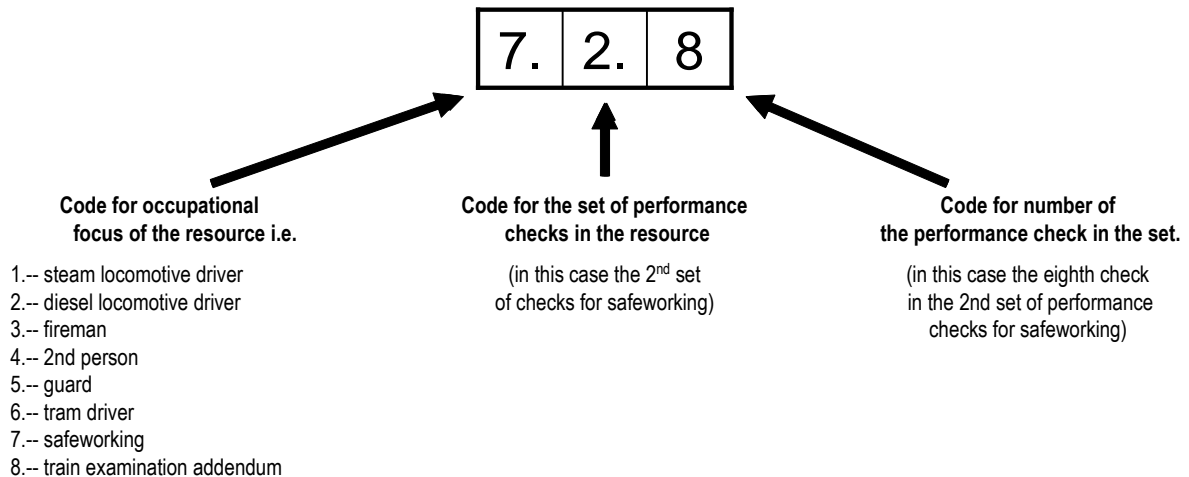 7. 2. 8
Code for occupational
focus of the resource i.e.
1.-- steam locomotive driver
2.-- diesel locomotive driver
3.-- fireman
4.-- 2nd person
5.-- guard
6.-- tram driver
7.-- safeworking
8.-- train examination addendum
Code for the set of performance
checks in the resource
(in this case the 2nd set
of checks for safeworking)
Code for number of
the performance check in the set.
(in this case the eighth check
in the 2nd set of performance
checks for safeworking)